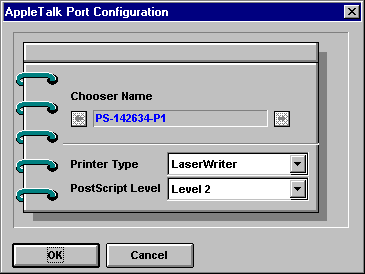 AppleTalk Port Configuration
Chooser Name
PS-142634-P1
Printer Type LaserWriter
PostScript Level Level 2
OK Cancel